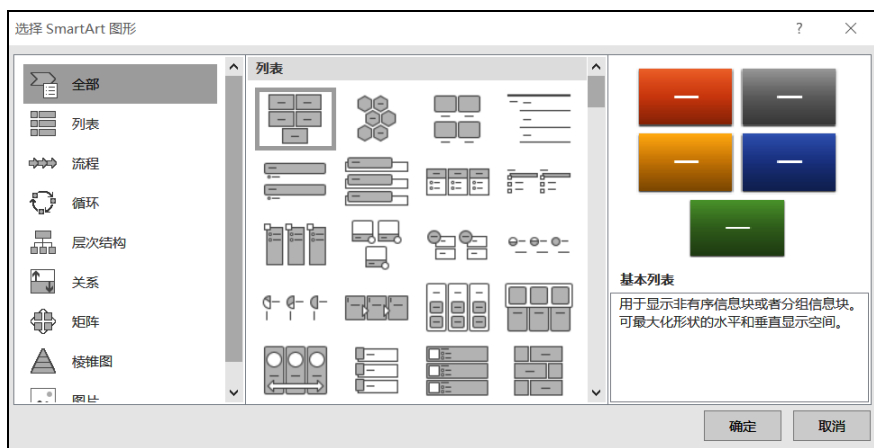 选择 SmartArt 图形
?
全部
列表
流程
循环
层次结构
关系
矩阵
棱锥图
图片
列表
基本列表
用于显示非有序信息块或者分组信息块。
可最大化形状的水平和垂直显示空间。
确定
取消